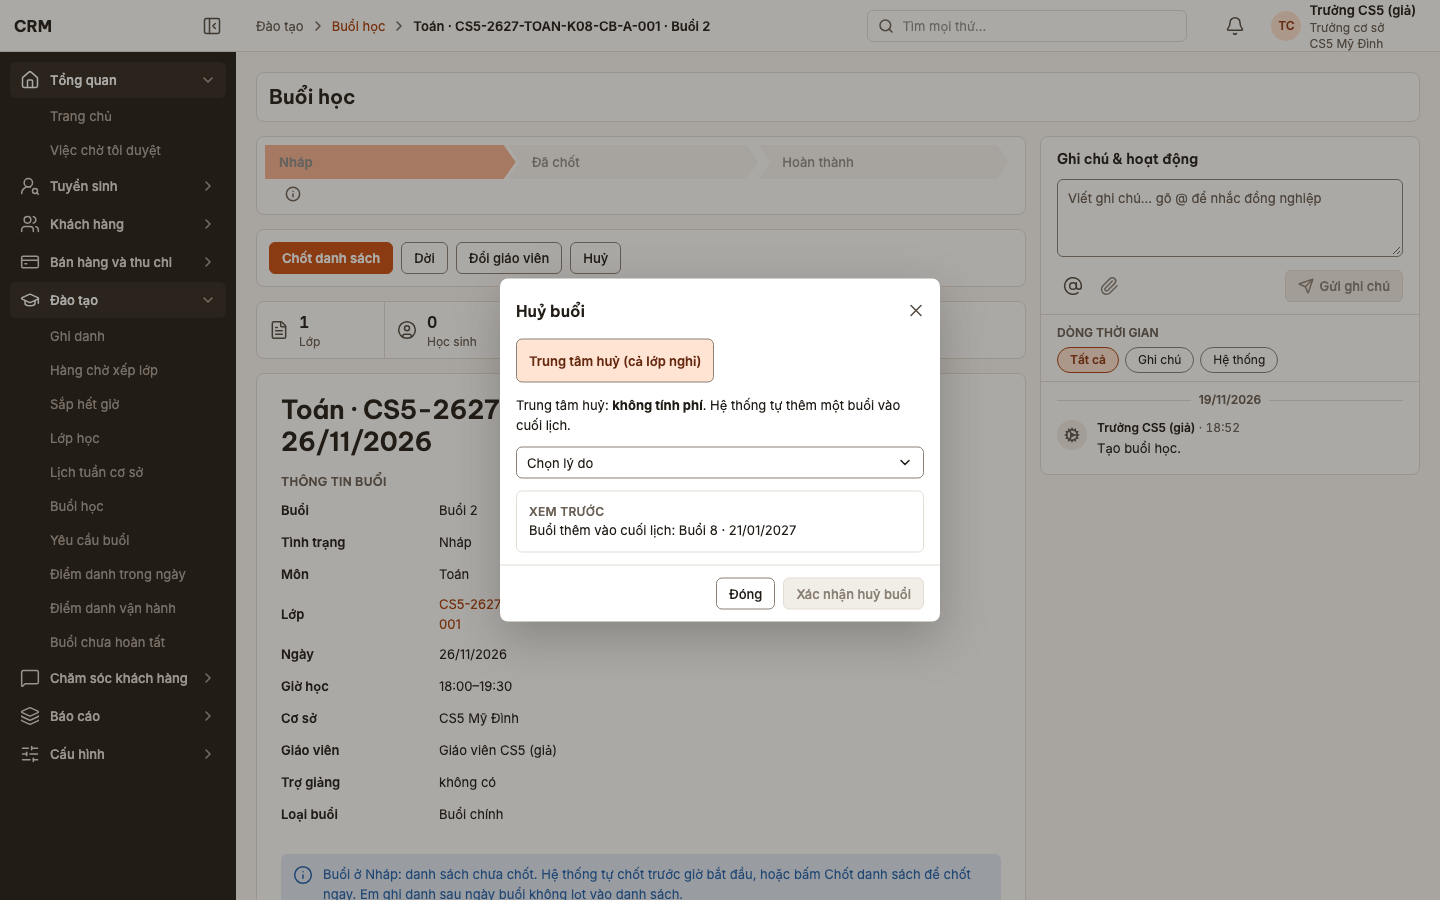 CRM
Đào tạo
Buổi học
Toán · CS5-2627-TOAN-K08-CB-A-001 · Buổi 2
Tìm mọi thứ...
TC
Trưởng CS5 (giả)
Trưởng cơ sở
CS5 Mỹ Đình
Tổng quan
Trang chủ
Việc chờ tôi duyệt
Tuyển sinh
Khách hàng
Bán hàng và thu chi
Đào tạo
Ghi danh
Hàng chờ xếp lớp
Sắp hết giờ
Lớp học
Lịch tuần cơ sở
Buổi học
Yêu cầu buổi
Điểm danh trong ngày
Điểm danh vận hành
Buổi chưa hoàn tất
Chăm sóc khách hàng
Báo cáo
Cấu hình
Buổi học
Nháp
Đã chốt
Hoàn thành
Chốt danh sách
Dời
Đổi giáo viên
Huỷ
1
Lớp
0
Học sinh
Toán · CS5-2627
26/11/2026
THÔNG TIN BUỔI
Buổi
Buổi 2
Tình trạng
Nháp
Môn
Toán
Lớp
CS5-2627
001
Ngày
26/11/2026
Giờ học
18:00–19:30
Cơ sở
CS5 Mỹ Đình
Giáo viên
Giáo viên CS5 (giả)
Trợ giảng
không có
Loại buổi
Buổi chính
Buổi ở Nháp: danh sách chưa chốt. Hệ thống tự chốt trước giờ bắt đầu, hoặc bấm Chốt danh sách để chốt
ngay. Em ghi danh sau ngày buổi không lọt vào danh sách.
Huỷ buổi
Trung tâm huỷ (cả lớp nghỉ)
Trung tâm huỷ: không tính phí. Hệ thống tự thêm một buổi vào
cuối lịch.
Chọn lý do
XEM TRƯỚC
Buổi thêm vào cuối lịch: Buổi 8 · 21/01/2027
Đóng
Xác nhận huỷ buổi
Ghi chú & hoạt động
Viết ghi chú... gõ @ để nhắc đồng nghiệp
Gửi ghi chú
DÒNG THỜI GIAN
Tất cả
Ghi chú
Hệ thống
19/11/2026
Trưởng CS5 (giả) · 18:52
Tạo buổi học.